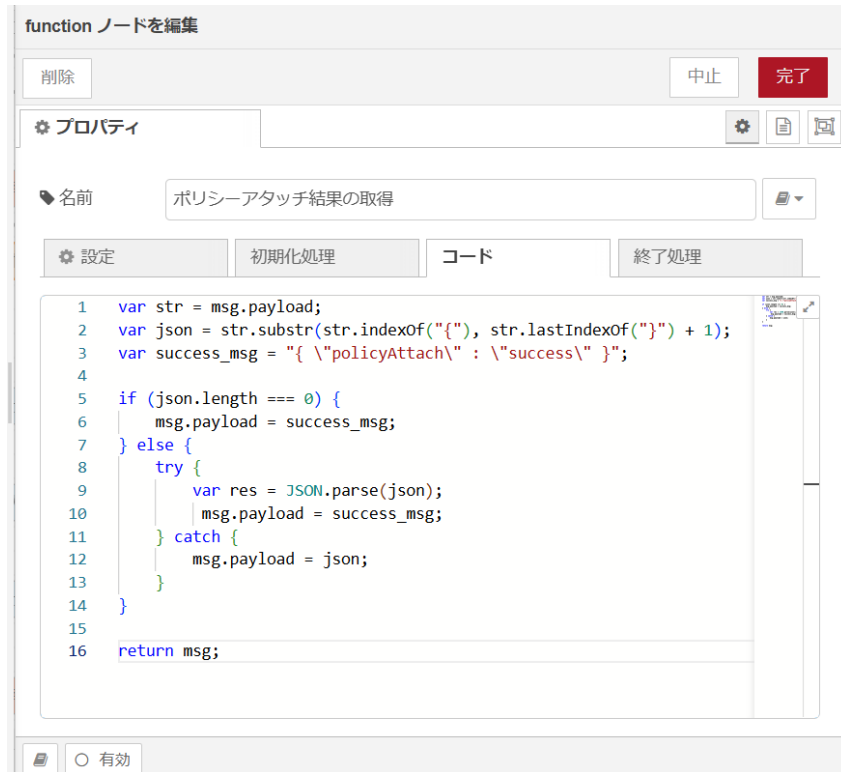 function ノードを編集
削除
中止
完了
プロパティ
名前
ポリシーアタッチ結果の取得
設定
初期化処理
コード
終了処理
1 var str = msg.payload;
2 var json = str.substr(str.indexOf("{"), str.lastIndexOf("}") + 1);
3 var success_msg = "{ \"policyAttach\" : \"success\" }";
4
5 if (json.length === 0) {
6 msg.payload = success_msg;
7 } else {
8 try {
9 var res = JSON.parse(json);
10 msg.payload = success_msg;
11 } catch {
12 msg.payload = json;
13 }
14 }
15
16 return msg;
有効